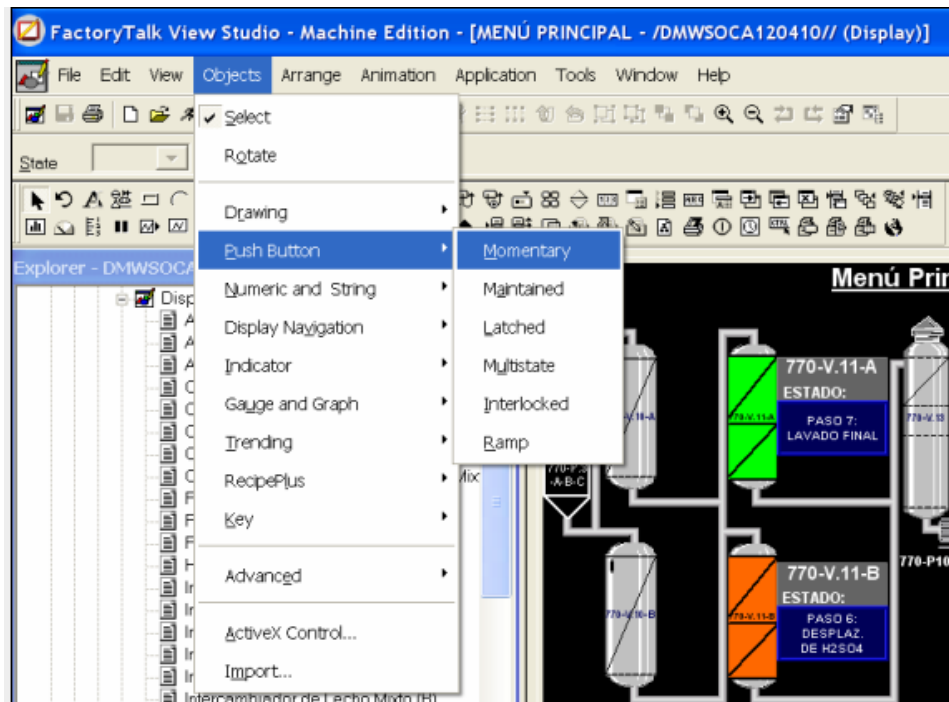 FactoryTalk View Studio - Machine Edition - [MENÚ PRINCIPAL - /DMWSOCA120410// (Display)]
File Edit View Objects Arrange Animation Application Tools Window Help
Select
State
Rotate
Drawing
Push Button
Momentary
Explorer - DMWSOCA
Menú Prin
Numeric and String
Maintained
Disp
Display Navigation
Latched
Indicator
Multistate
770-V.11-A
ESTADO:
Gauge and Graph
Interlocked
PASO 7:
LAVADO FINAL
Trending
Ramp
RecipePlus
Mix
-A-B-C
Key
770-P10
Advanced
770-V.11-B
ESTADO:
PASO 6:
DESPLAZ.
DE H2SO4
ActiveX Control...
Import...
Intercambiador de Lecho Mixto (B)